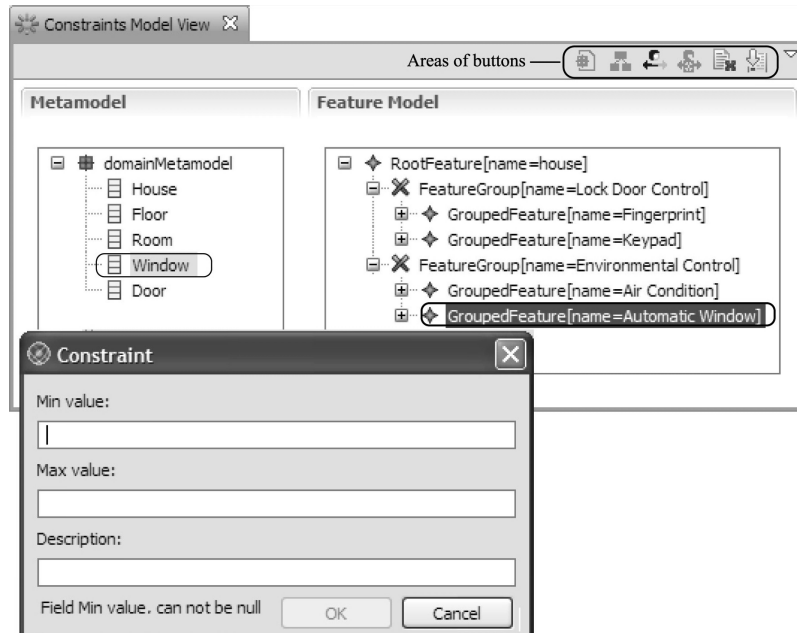 Constraints Model View
Areas of buttons
Metamodel
Feature Model
domainMetamodel
House
Floor
Room
Window
Door
RootFeature[name=house]
FeatureGroup[name=Lock Door Control]
GroupedFeature[name=Fingerprint]
GroupedFeature[name=Keypad]
FeatureGroup[name=Environmental Control]
GroupedFeature[name=Air Condition]
GroupedFeature[name=Automatic Window]
Constraint
Min value:
Max value:
Description:
Field Min value. can not be null
OK
Cancel